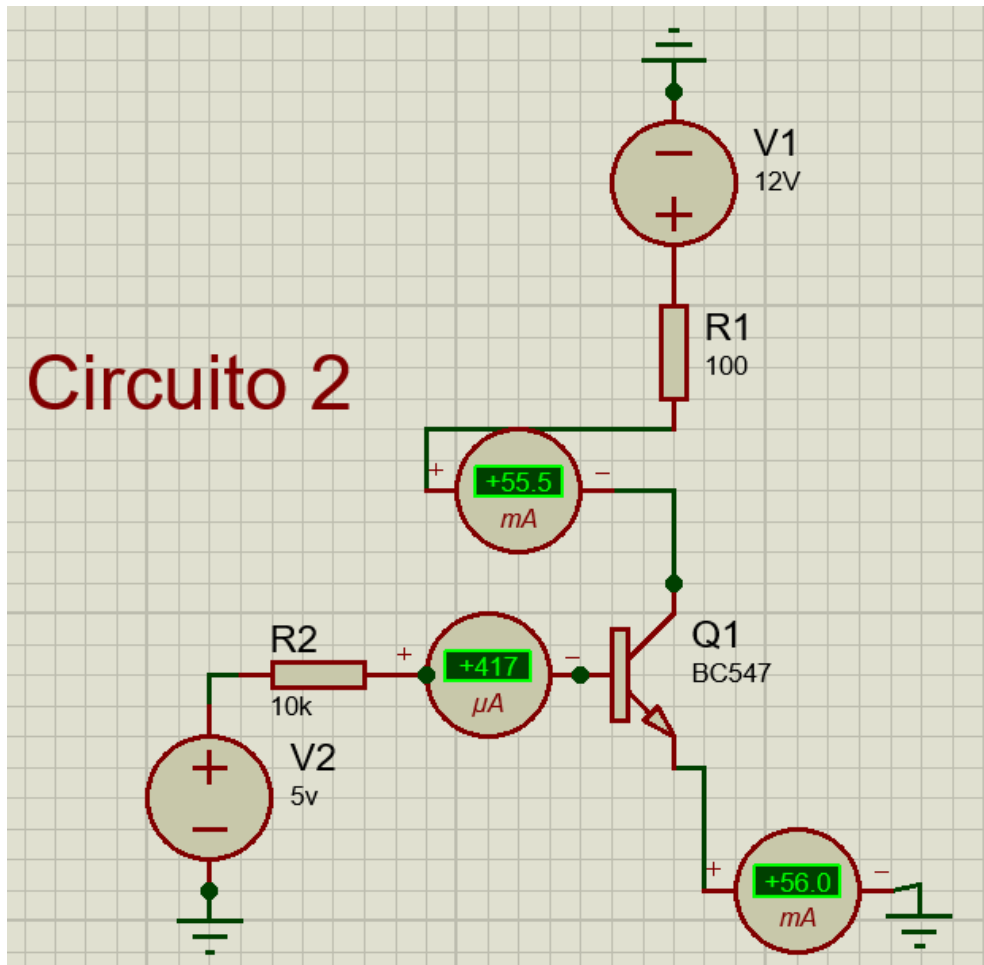 V1
12V
R1
100
Circuito 2
+ −
+55.5
mA
R2
10k
+ −
+417
µA
Q1
BC547
V2
5v
+ −
+56.0
mA